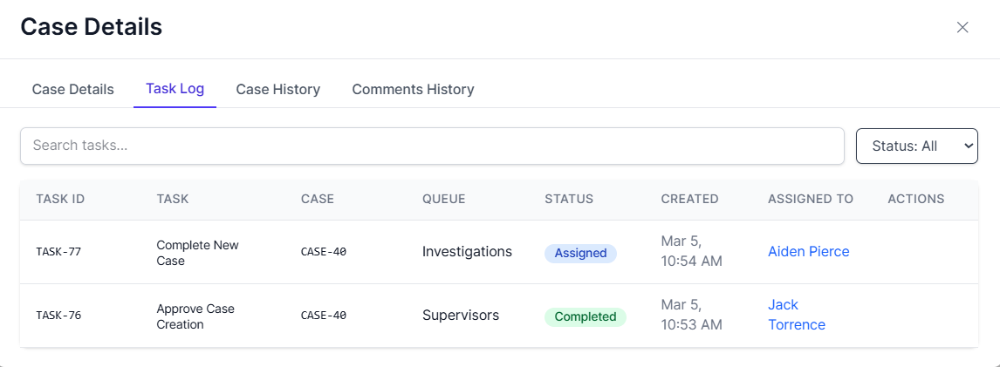 Case Details
Case Details Task Log Case History Comments History
Search tasks...
Status: All
TASK ID TASK CASE QUEUE STATUS CREATED ASSIGNED TO ACTIONS
TASK-77 Complete New Case CASE-40 Investigations Assigned Mar 5, 10:54 AM Aiden Pierce
TASK-76 Approve Case Creation CASE-40 Supervisors Completed Mar 5, 10:53 AM Jack Torrence